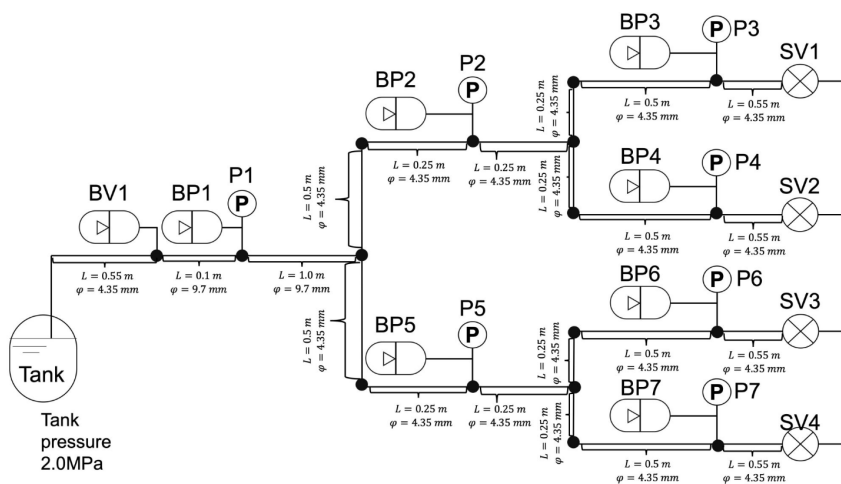 BP3
P
P3
SV1
P2
BP2
P
L = 0.25 m
φ = 4.35 mm
L = 0.5 m
φ = 4.35 mm
L = 0.55 m
φ = 4.35 mm
L = 0.25 m
φ = 4.35 mm
L = 0.25 m
φ = 4.35 mm
BP4
P
P4
SV2
L = 0.25 m
φ = 4.35 mm
L = 0.5 m
φ = 4.35 mm
L = 0.55 m
φ = 4.35 mm
L = 0.5 m
φ = 4.35 mm
BV1
BP1
P1
P
L = 0.55 m
φ = 4.35 mm
L = 0.1 m
φ = 9.7 mm
L = 1.0 m
φ = 9.7 mm
L = 0.5 m
φ = 4.35 mm
BP5
P5
P
L = 0.25 m
φ = 4.35 mm
L = 0.25 m
φ = 4.35 mm
BP6
P
P6
SV3
L = 0.25 m
φ = 4.35 mm
L = 0.5 m
φ = 4.35 mm
L = 0.55 m
φ = 4.35 mm
BP7
P
P7
SV4
L = 0.25 m
φ = 4.35 mm
L = 0.5 m
φ = 4.35 mm
L = 0.55 m
φ = 4.35 mm
Tank
Tank
pressure
2.0MPa